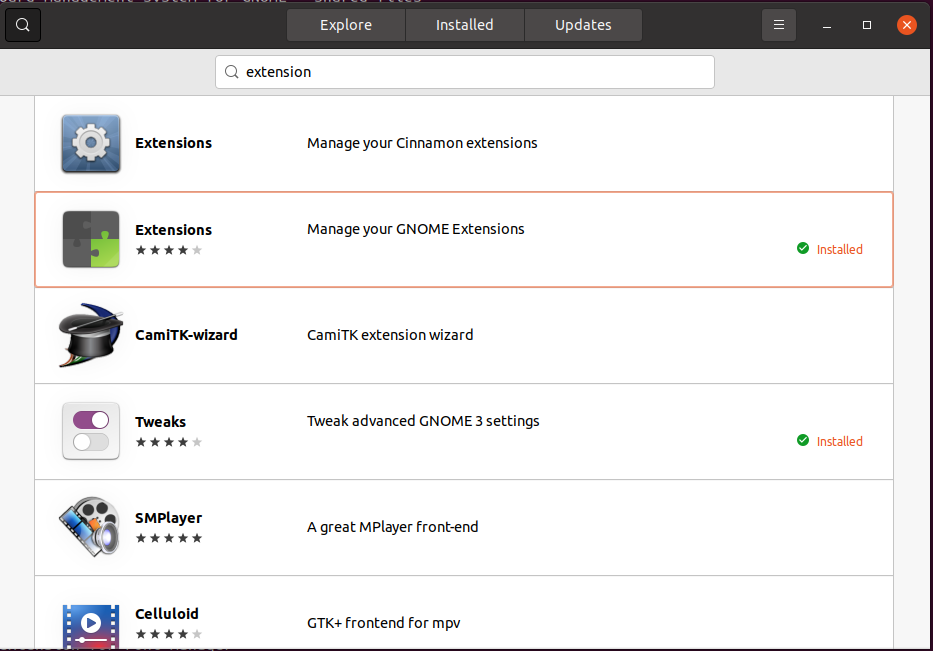 Explore Installed Updates
extension
Extensions Manage your Cinnamon extensions
Extensions Manage your GNOME Extensions
Installed
CamiTK-wizard CamiTK extension wizard
Tweaks Tweak advanced GNOME 3 settings
Installed
SMPlayer
A great MPlayer front-end
Celluloid
GTK+ frontend for mpv